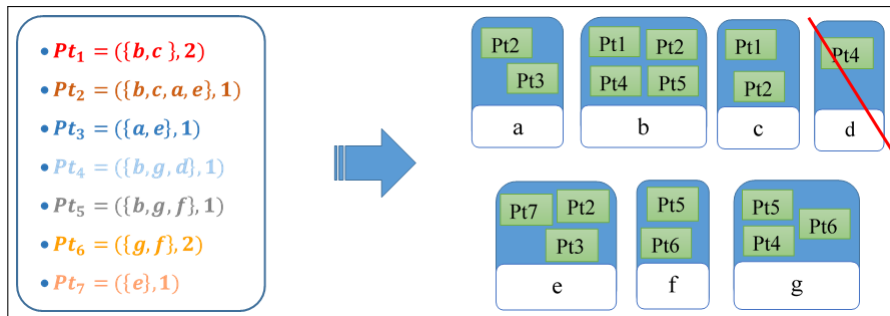 • Pt₁ = ({b,c }, 2)
• Pt₂ = ({b,c,a,e}, 1)
• Pt₃ = ({a,e}, 1)
• Pt₄ = ({b,g,d}, 1)
• Pt₅ = ({b,g,f}, 1)
• Pt₆ = ({g,f}, 2)
• Pt₇ = ({e}, 1)
Pt2
Pt3
a
Pt1 Pt2
Pt4 Pt5
b
Pt1
Pt2
c
Pt4
d
Pt7 Pt2
Pt3
e
Pt5
Pt6
f
Pt5
Pt6
Pt4
g